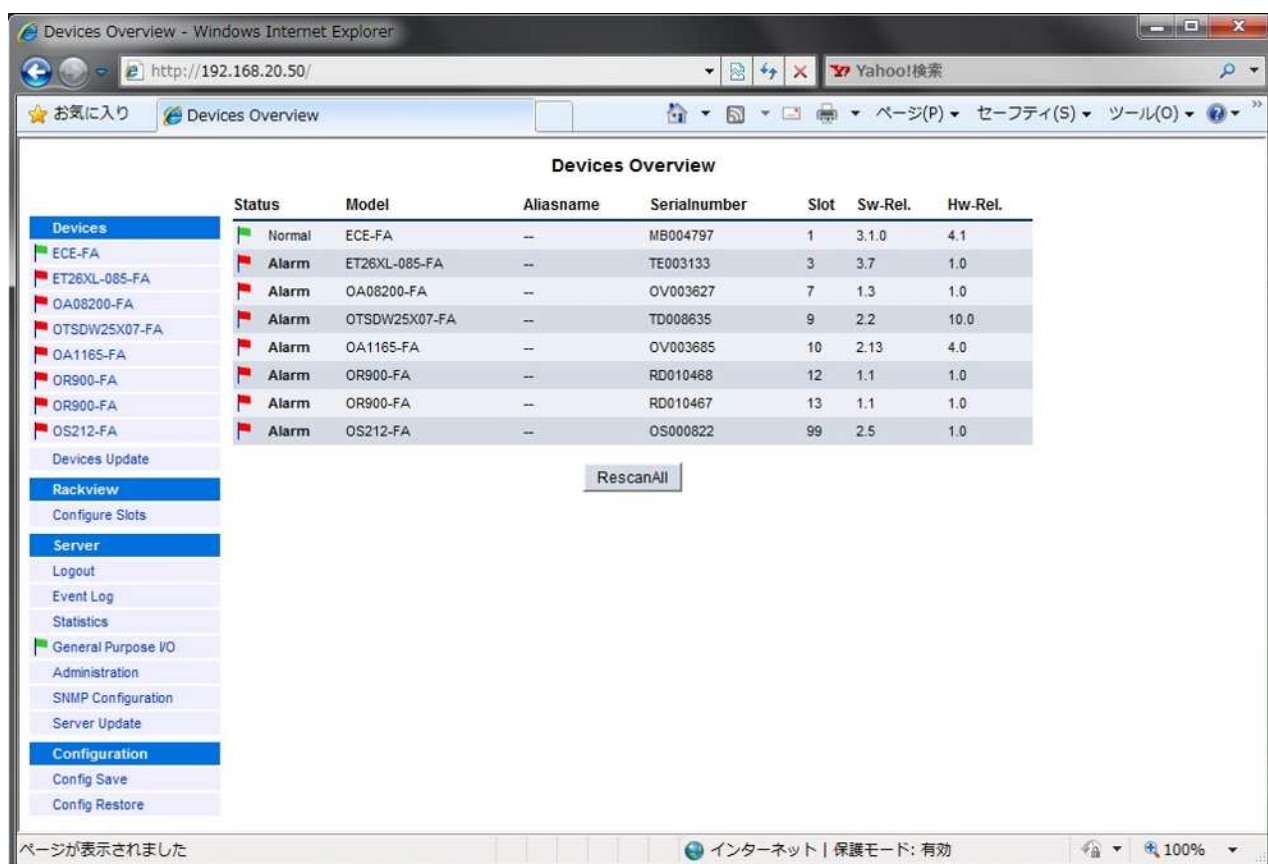 Devices Overview - Windows Internet Explorer
http://192.168.20.50/
Yahoo!検索
お気に入り
Devices Overview
ページ(P)
セーフティ(S)
ツール(O)
Devices Overview
Status Model Aliasname Serialnumber Slot Sw-Rel. Hw-Rel.
Normal ECE-FA -- MB004797 1 3.1.0 4.1
Alarm ET26XL-085-FA -- TE003133 3 3.7 1.0
Alarm OA08200-FA -- OV003627 7 1.3 1.0
Alarm OTSDW25X07-FA -- TD008635 9 2.2 10.0
Alarm OA1165-FA -- OV003685 10 2.13 4.0
Alarm OR900-FA -- RD010468 12 1.1 1.0
Alarm OR900-FA -- RD010467 13 1.1 1.0
Alarm OS212-FA -- OS000822 99 2.5 1.0
RescanAll
Devices
ECE-FA
ET26XL-085-FA
OA08200-FA
OTSDW25X07-FA
OA1165-FA
OR900-FA
OR900-FA
OS212-FA
Devices Update
Rackview
Configure Slots
Server
Logout
Event Log
Statistics
General Purpose I/O
Administration
SNMP Configuration
Server Update
Configuration
Config Save
Config Restore
ページが表示されました
インターネット | 保護モード: 有効
100%